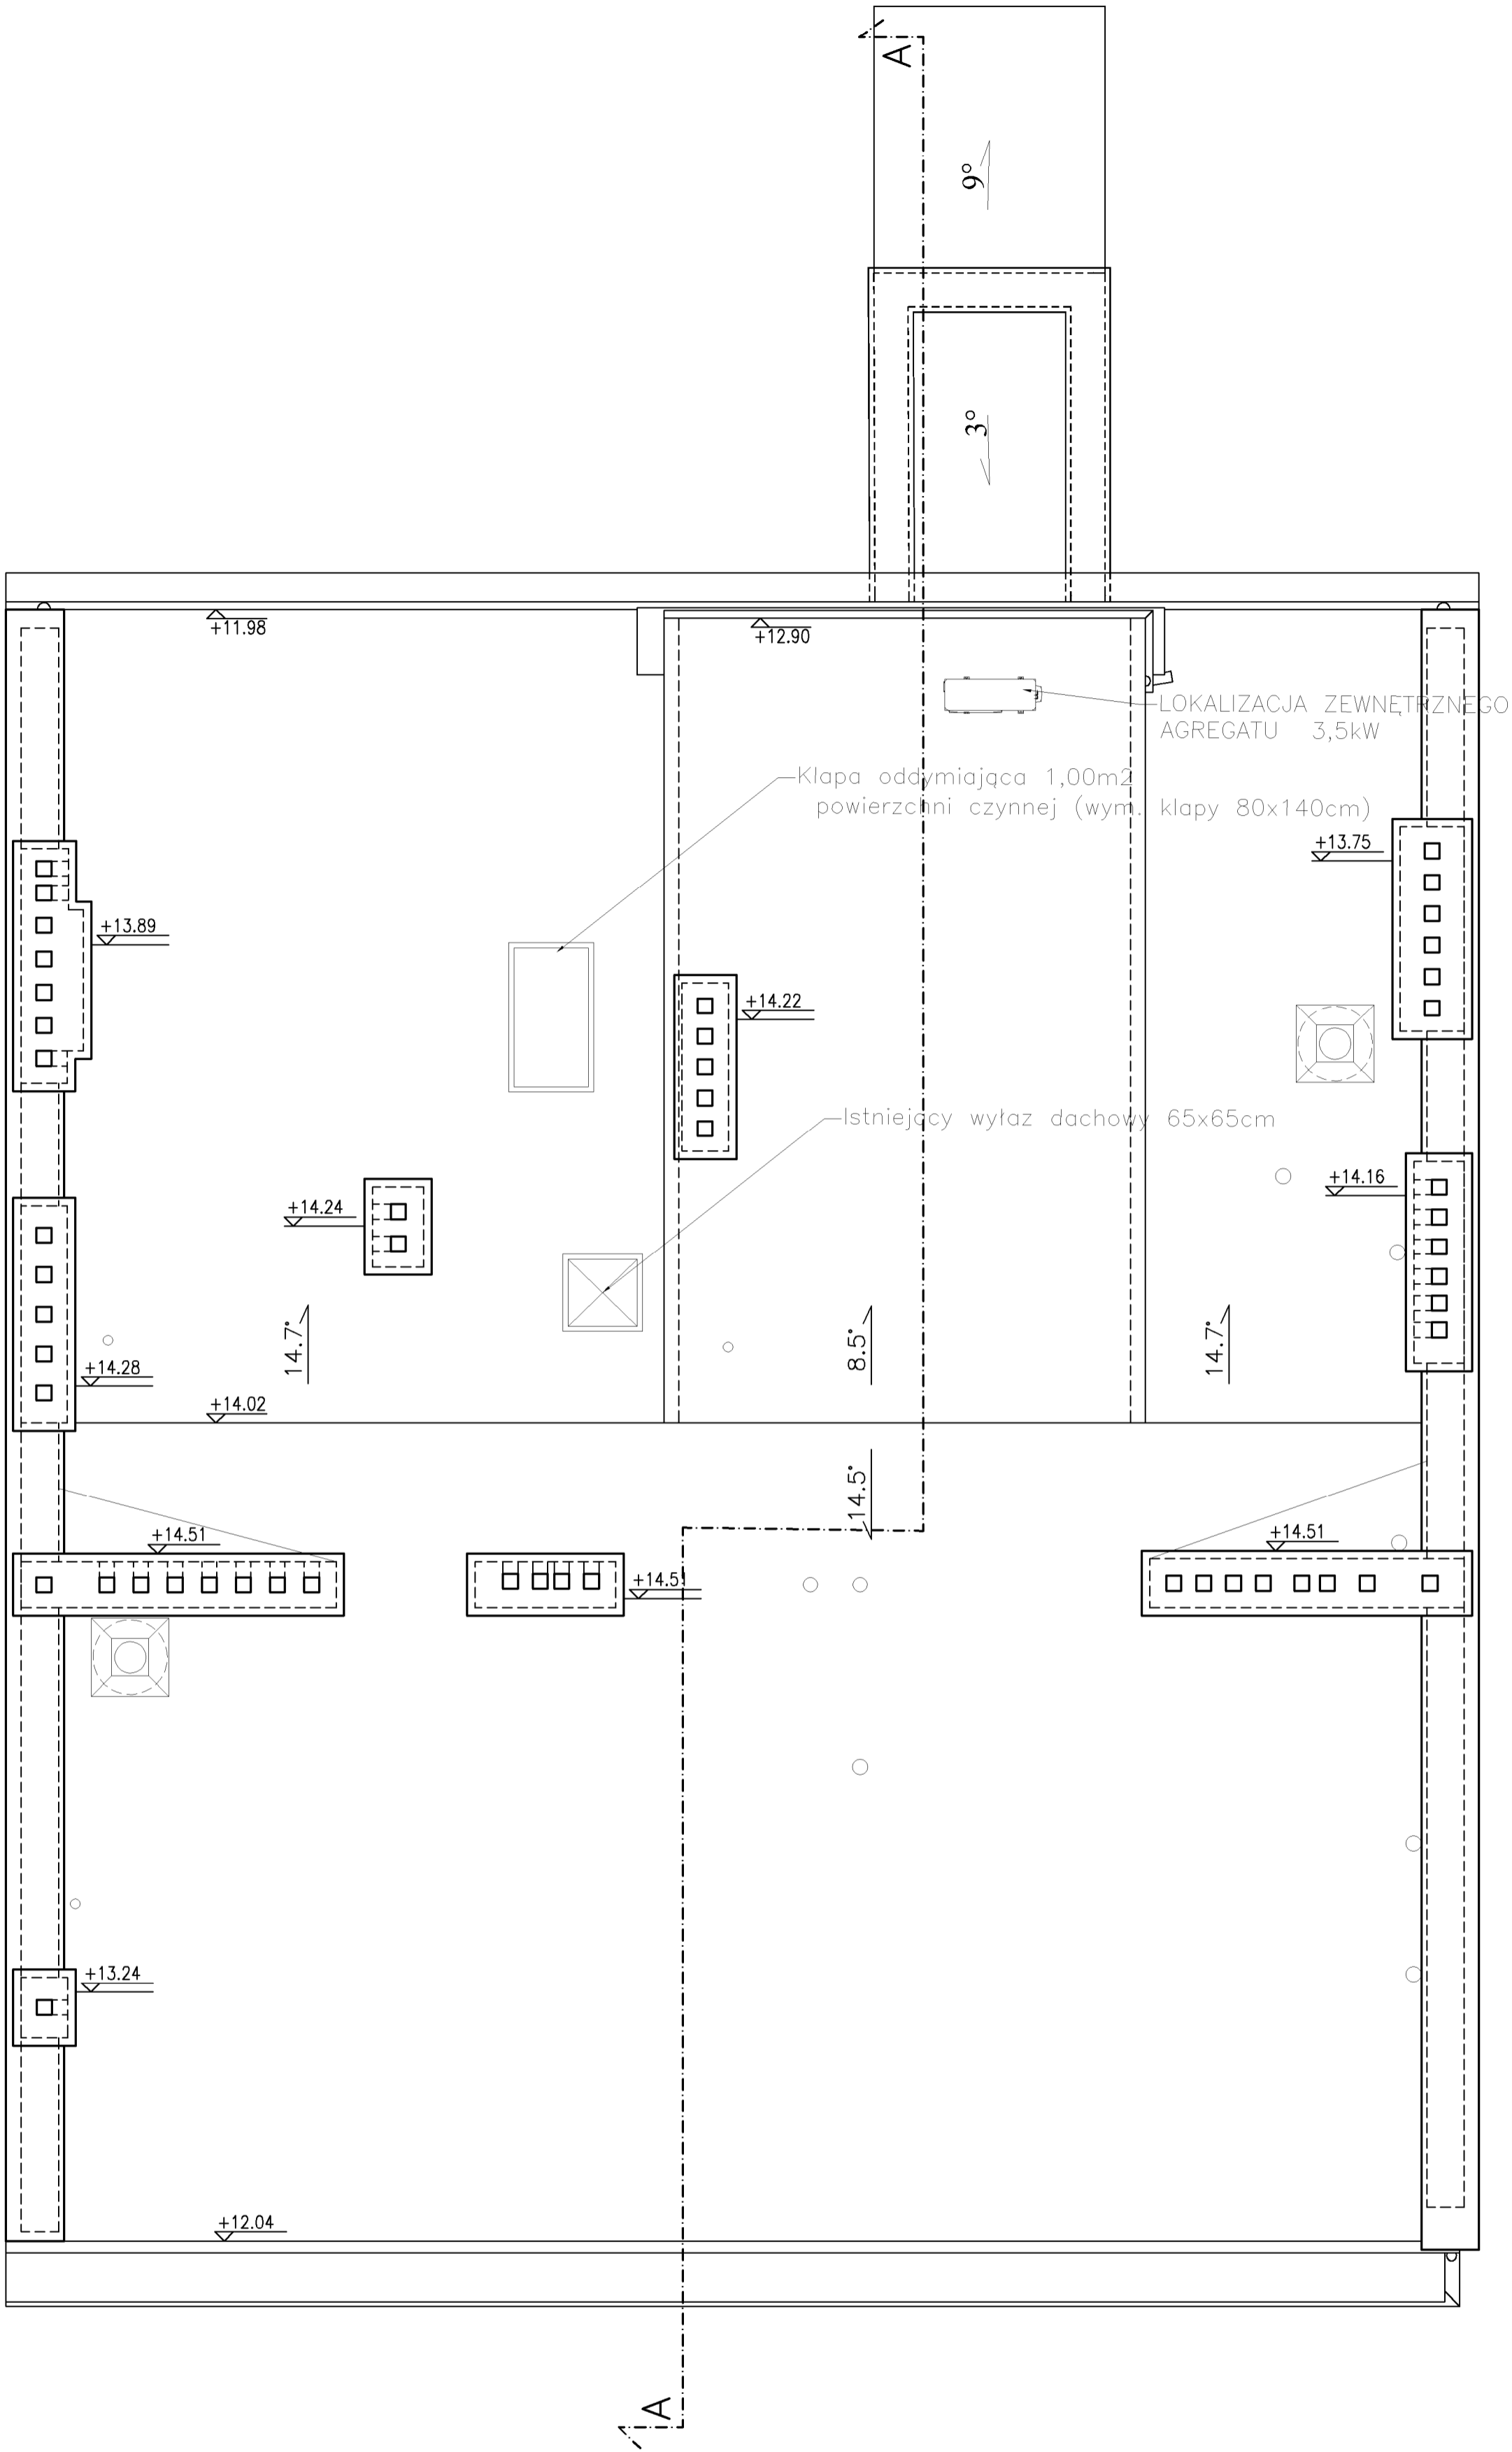 A
9°
3°
+11.98
+12.90
LOKALIZACJA ZEWNĘTRZNEGO
AGREGATU 3,5kW
Klapa oddymiająca 1,00m2
powierzchni czynnej (wym. klapy 80x140cm)
+13.75
+13.89
+14.22
Istniejący wyłaz dachowy 65x65cm
+14.16
+14.24
14.7°
8.5°
14.7°
+14.28
+14.02
14.5°
+14.51
+14.51
+14.51
+13.24
+12.04
A